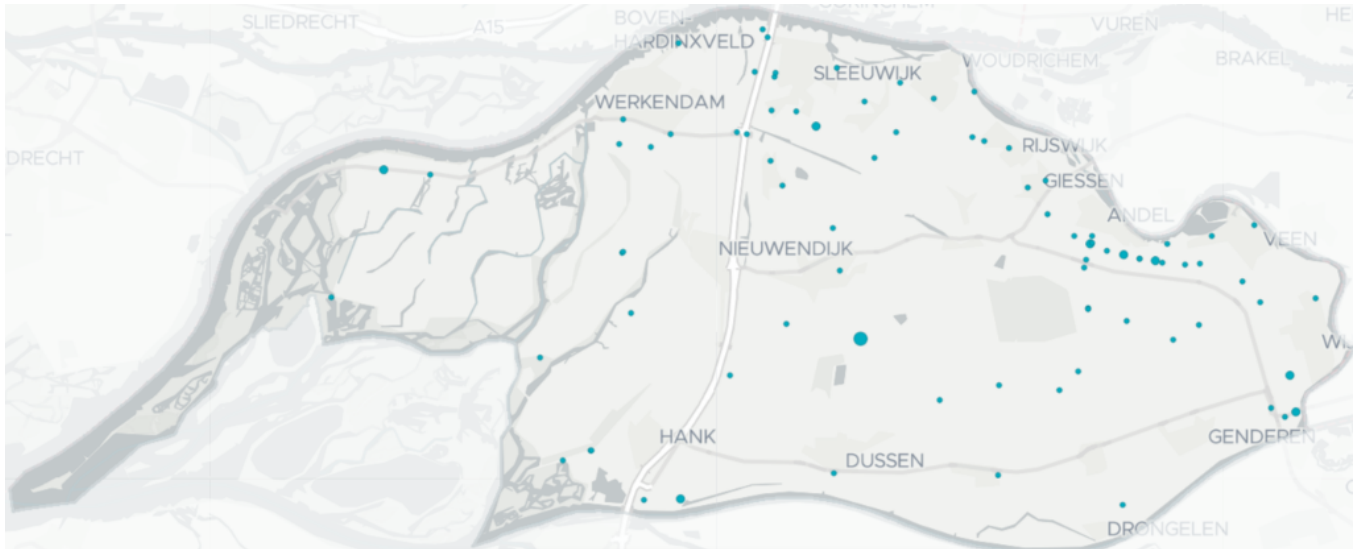 SLIEDRECHT
A15
BOVEN-
HARDINXVELD
VUREN
WOUDRICHEM
BRAKEL
SLEEUWIJK
WERKENDAM
DRECHT
RIJSWIJK
GIESSEN
ANDEL
VEEN
NIEUWENDIJK
HANK
DUSSEN
GENDEREN
DRONGELEN